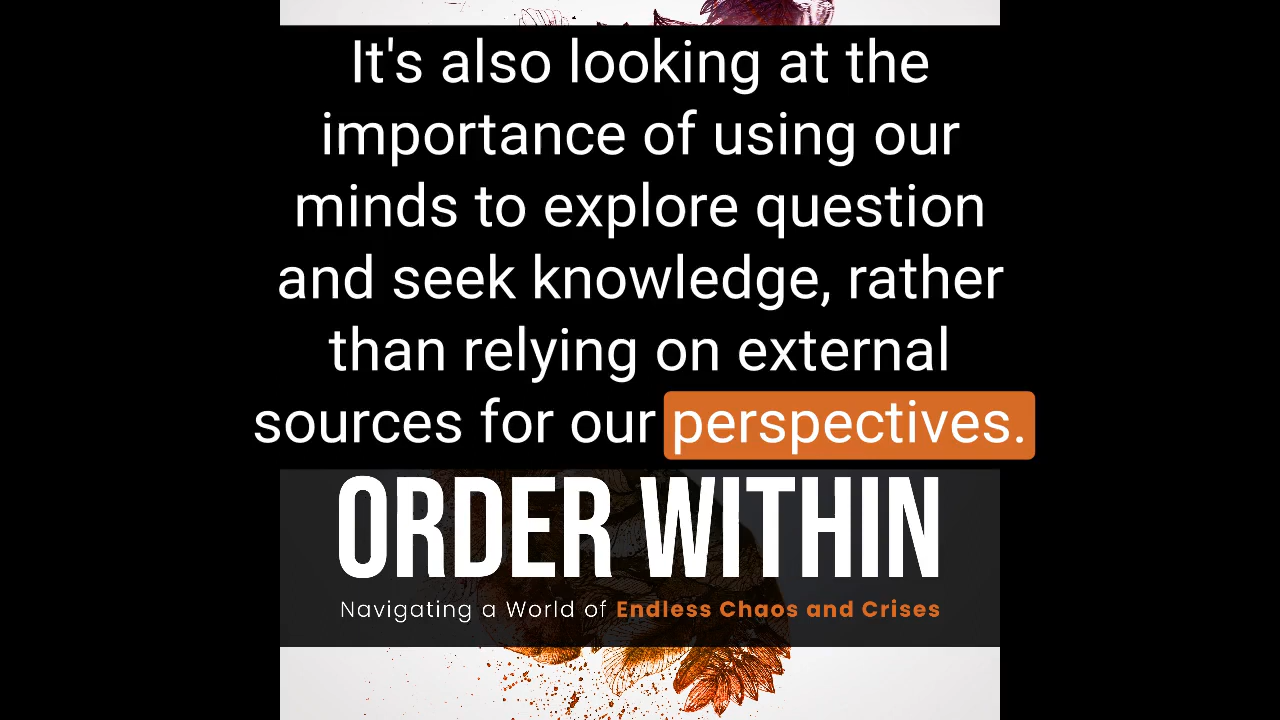 It's also looking at the
importance of using our
minds to explore question
and seek knowledge, rather
than relying on external
sources for our perspectives.
ORDER WITHIN
Navigating a World of Endless Chaos and Crises